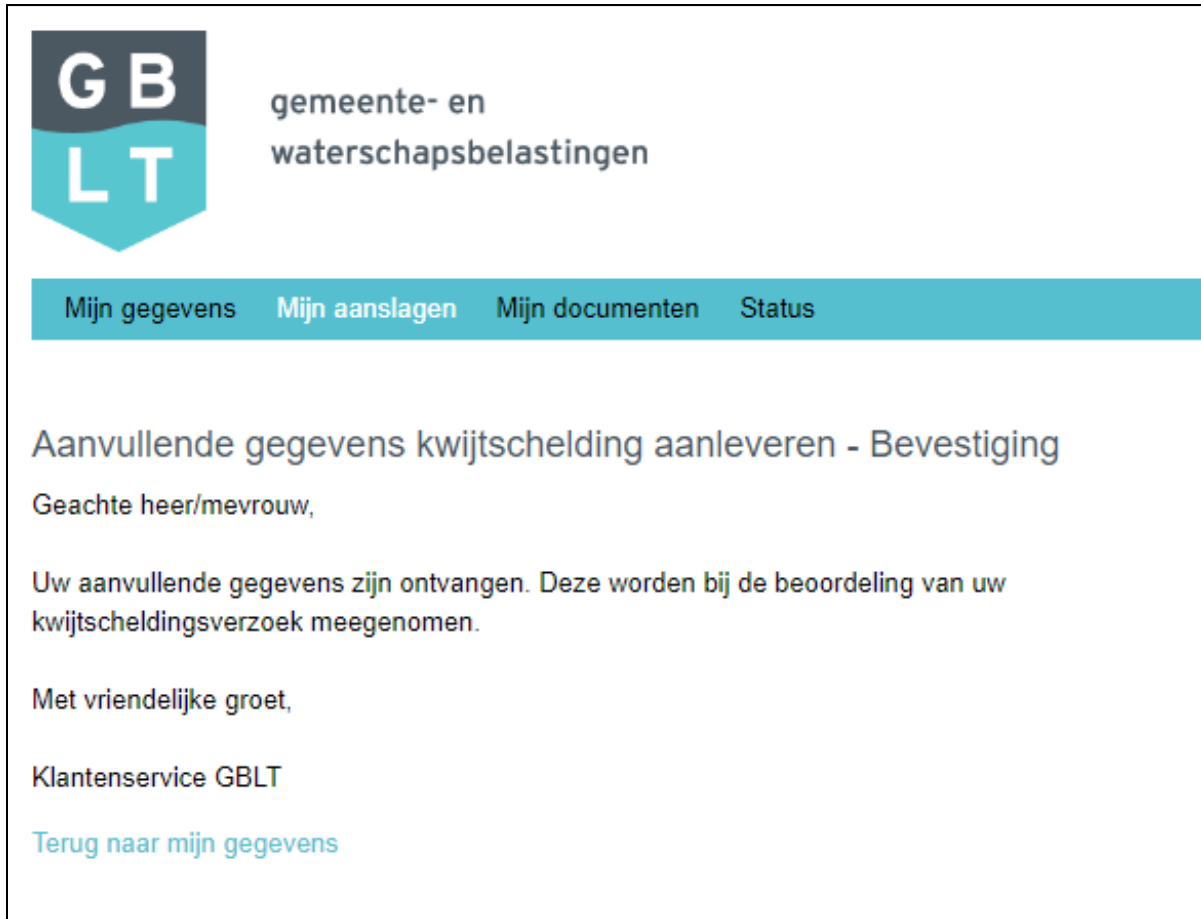 G B
L T
gemeente- en
waterschapsbelastingen
Mijn gegevens Mijn aanslagen Mijn documenten Status
Aanvullende gegevens kwijtschelding aanleveren - Bevestiging
Geachte heer/mevrouw,
Uw aanvullende gegevens zijn ontvangen. Deze worden bij de beoordeling van uw
kwijtscheldingsverzoek meegenomen.
Met vriendelijke groet,
Klantenservice GBLT
Terug naar mijn gegevens